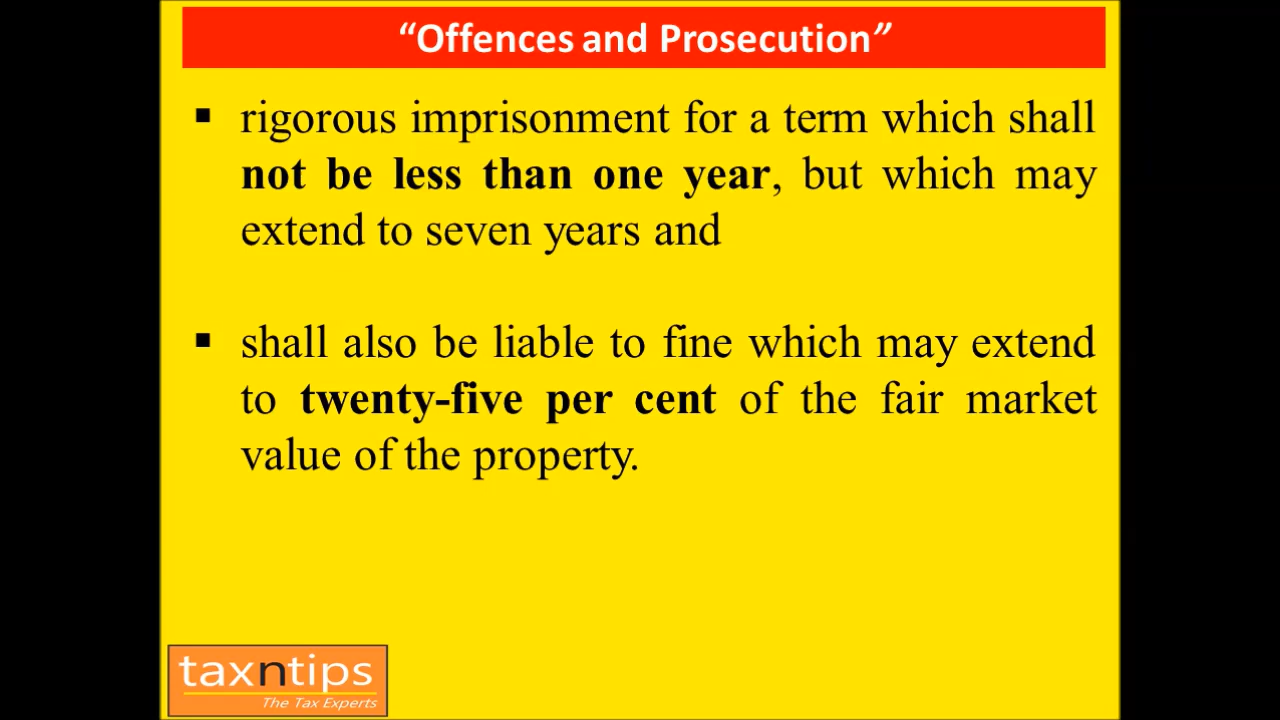 “Offences and Prosecution”
▪ rigorous imprisonment for a term which shall
not be less than one year, but which may
extend to seven years and
▪ shall also be liable to fine which may extend
to twenty-five per cent of the fair market
value of the property.
taxntips
The Tax Experts